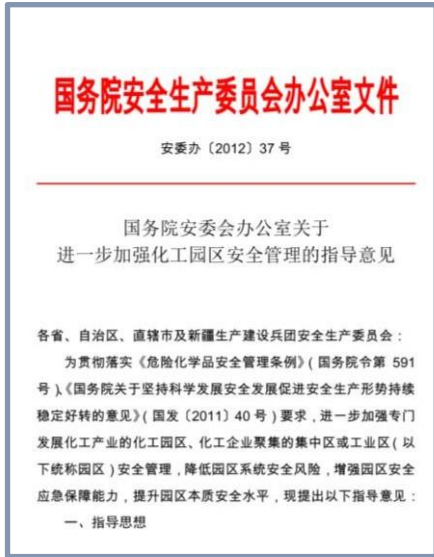 国务院安全生产委员会办公室文件
安委办〔2012〕37 号
国务院安委会办公室关于
进一步加强化工园区安全管理的指导意见
各省、自治区、直辖市及新疆生产建设兵团安全生产委员会：
为贯彻落实《危险化学品安全管理条例》（国务院令第 591
号）、《国务院关于坚持科学发展安全发展促进安全生产形势持续
稳定好转的意见》（国发〔2011〕40 号）要求，进一步加强专门
发展化工产业的化工园区、化工企业聚集的集中区或工业区（以
下统称园区）安全管理，降低园区系统安全风险，增强园区安全
应急保障能力，提升园区本质安全水平，现提出以下指导意见：
一、指导思想